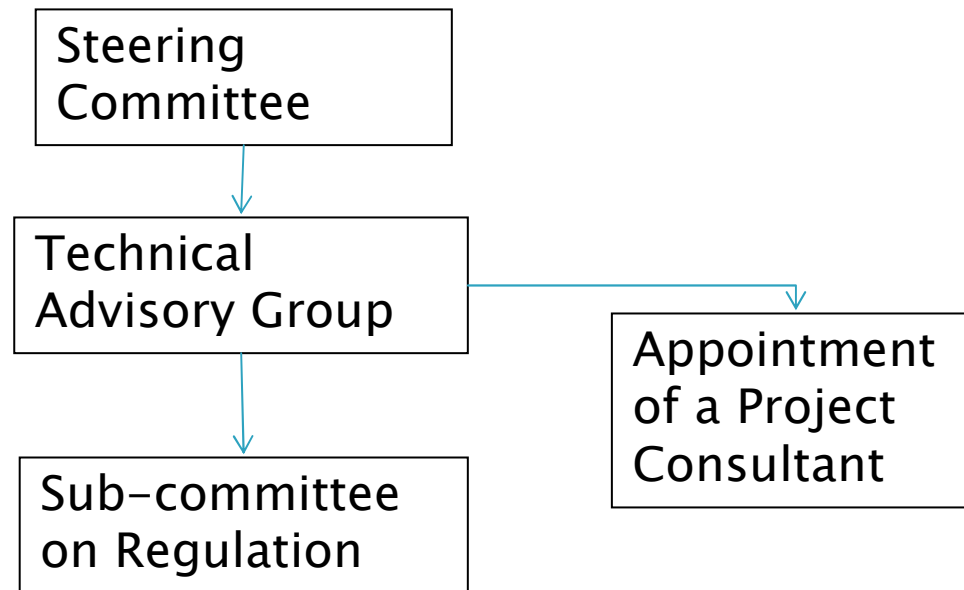 Steering
Committee
Technical
Advisory Group
Appointment
of a Project
Consultant
Sub-committee
on Regulation